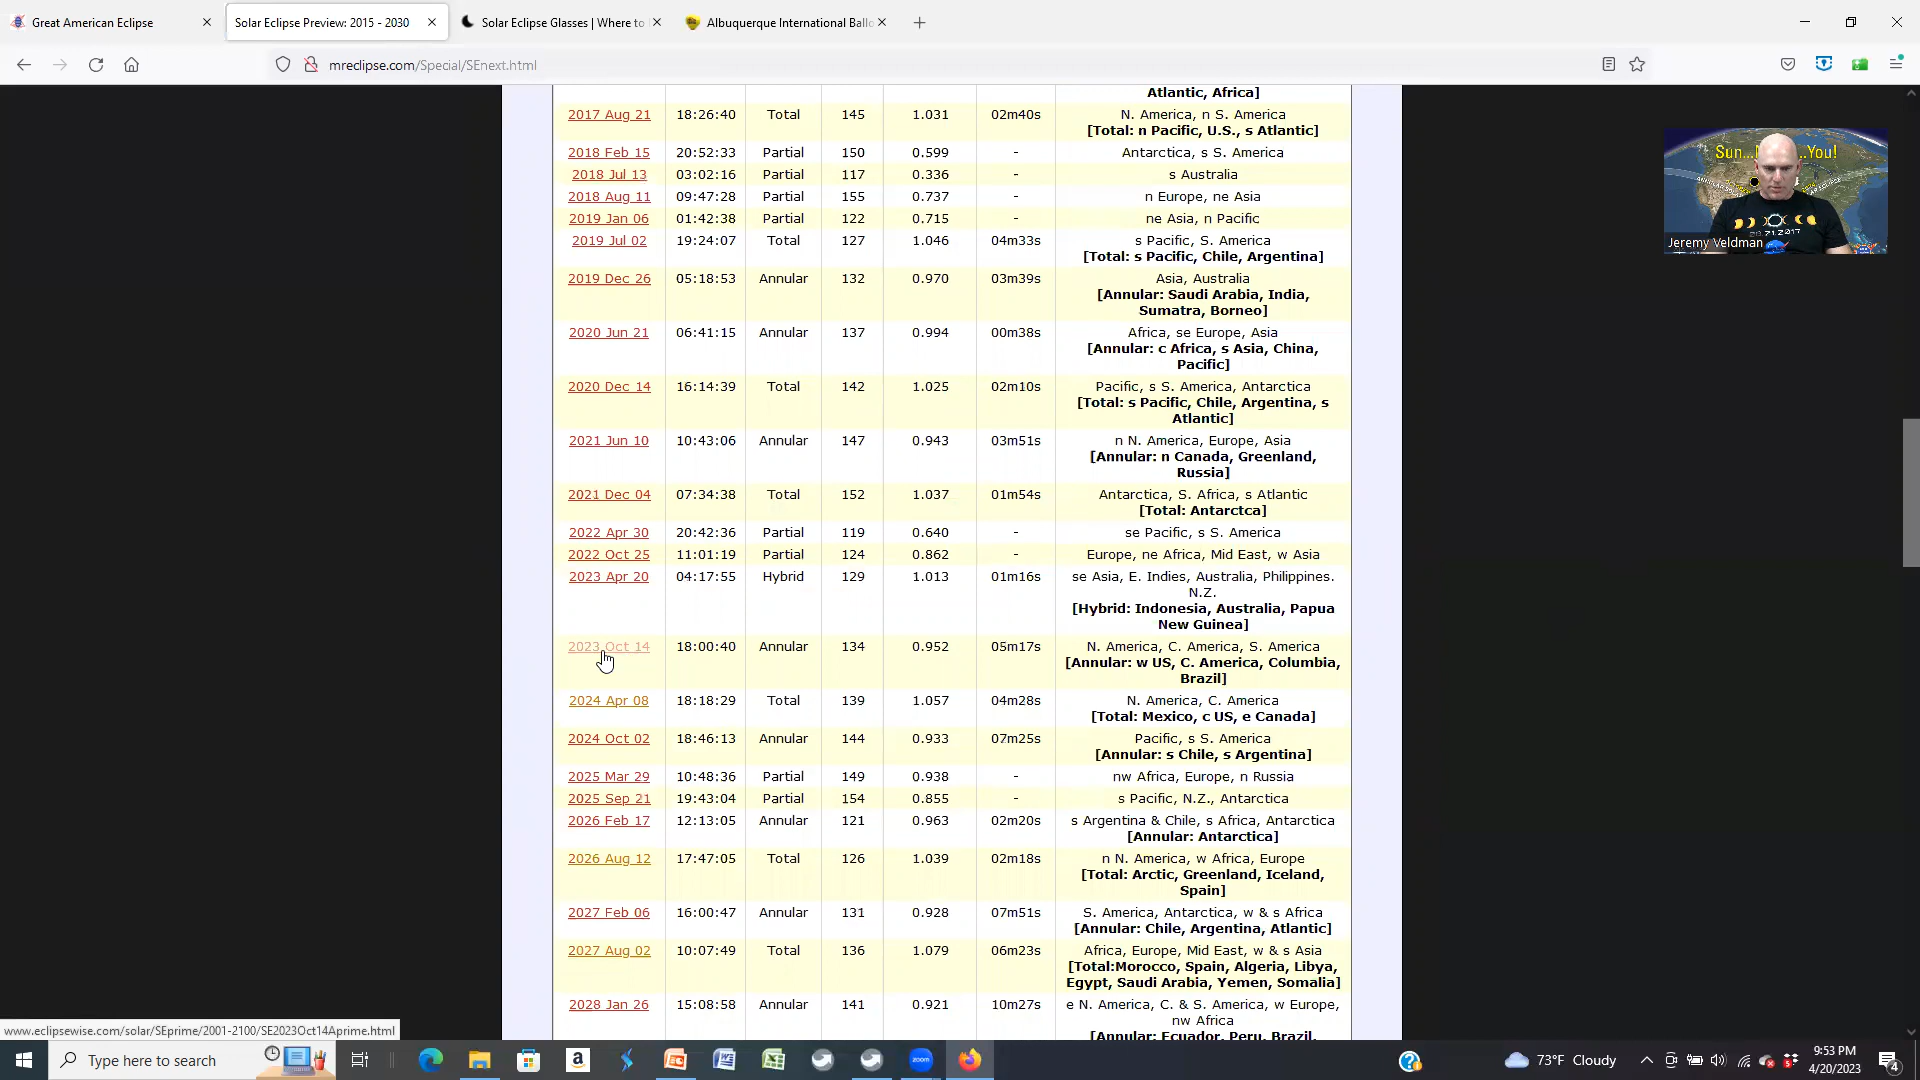 Great American Eclipse
Solar Eclipse Preview: 2015 - 2030
Solar Eclipse Glasses | Where to
Albuquerque International Ballo
mreclipse.com/Special/SEnext.html
Atlantic, Africa]
2017 Aug 21 18:26:40 Total 145 1.031 02m40s N. America, n S. America
[Total: n Pacific, U.S., s Atlantic]
2018 Feb 15 20:52:33 Partial 150 0.599 - Antarctica, s S. America
2018 Jul 13 03:02:16 Partial 117 0.336 - s Australia
2018 Aug 11 09:47:28 Partial 155 0.737 - n Europe, ne Asia
2019 Jan 06 01:42:38 Partial 122 0.715 - ne Asia, n Pacific
2019 Jul 02 19:24:07 Total 127 1.046 04m33s s Pacific, S. America
[Total: s Pacific, Chile, Argentina]
2019 Dec 26 05:18:53 Annular 132 0.970 03m39s Asia, Australia
[Annular: Saudi Arabia, India,
Sumatra, Borneo]
2020 Jun 21 06:41:15 Annular 137 0.994 00m38s Africa, se Europe, Asia
[Annular: c Africa, s Asia, China,
Pacific]
2020 Dec 14 16:14:39 Total 142 1.025 02m10s Pacific, s S. America, Antarctica
[Total: s Pacific, Chile, Argentina, s
Atlantic]
2021 Jun 10 10:43:06 Annular 147 0.943 03m51s n N. America, Europe, Asia
[Annular: n Canada, Greenland,
Russia]
2021 Dec 04 07:34:38 Total 152 1.037 01m54s Antarctica, S. Africa, s Atlantic
[Total: Antarctca]
2022 Apr 30 20:42:36 Partial 119 0.640 - se Pacific, s S. America
2022 Oct 25 11:01:19 Partial 124 0.862 - Europe, ne Africa, Mid East, w Asia
2023 Apr 20 04:17:55 Hybrid 129 1.013 01m16s se Asia, E. Indies, Australia, Philippines.
N.Z.
[Hybrid: Indonesia, Australia, Papua
New Guinea]
2023 Oct 14 18:00:40 Annular 134 0.952 05m17s N. America, C. America, S. America
[Annular: w US, C. America, Columbia,
Brazil]
2024 Apr 08 18:18:29 Total 139 1.057 04m28s N. America, C. America
[Total: Mexico, c US, e Canada]
2024 Oct 02 18:46:13 Annular 144 0.933 07m25s Pacific, s S. America
[Annular: s Chile, s Argentina]
2025 Mar 29 10:48:36 Partial 149 0.938 - nw Africa, Europe, n Russia
2025 Sep 21 19:43:04 Partial 154 0.855 - s Pacific, N.Z., Antarctica
2026 Feb 17 12:13:05 Annular 121 0.963 02m20s s Argentina & Chile, s Africa, Antarctica
[Annular: Antarctica]
2026 Aug 12 17:47:05 Total 126 1.039 02m18s n N. America, w Africa, Europe
[Total: Arctic, Greenland, Iceland,
Spain]
2027 Feb 06 16:00:47 Annular 131 0.928 07m51s S. America, Antarctica, w & s Africa
[Annular: Chile, Argentina, Atlantic]
2027 Aug 02 10:07:49 Total 136 1.079 06m23s Africa, Europe, Mid East, w & s Asia
[Total:Morocco, Spain, Algeria, Libya,
Egypt, Saudi Arabia, Yemen, Somalia]
2028 Jan 26 15:08:58 Annular 141 0.921 10m27s e N. America, C. & S. America, w Europe,
nw Africa
[Annular: Ecuador, Peru, Brazil,
Sun... ...You!
20.71.2017
Jeremy Veldman
www.eclipsewise.com/solar/SEprime/2001-2100/SE2023Oct14Aprime.html
Type here to search
zoom
73°F Cloudy
9:53 PM
4/20/2023
4